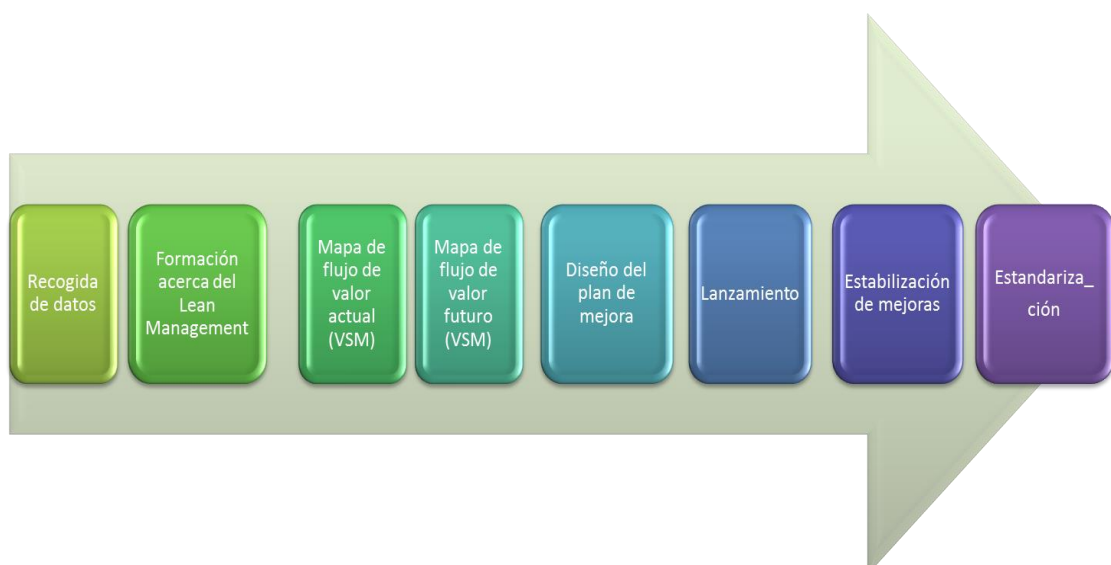 Recogida
de datos
Formación
acerca del
Lean
Management
Mapa de
flujo de
valor
actual
(VSM)
Mapa de
flujo de
valor
futuro
(VSM)
Diseño del
plan de
mejora
Lanzamiento
Estabilización
de mejoras
Estandariza_
ción